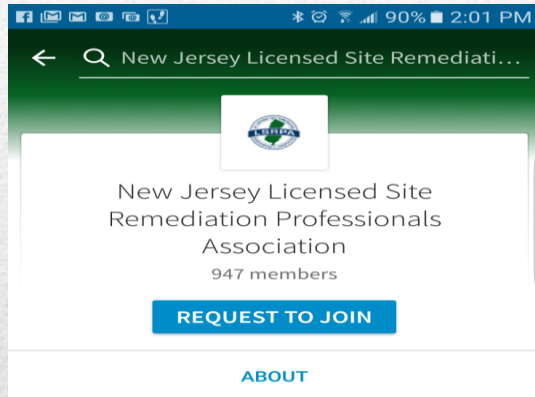 90% 2:01 PM
New Jersey Licensed Site Remediati...
LSRPA
New Jersey Licensed Site
Remediation Professionals
Association
947 members
REQUEST TO JOIN
ABOUT